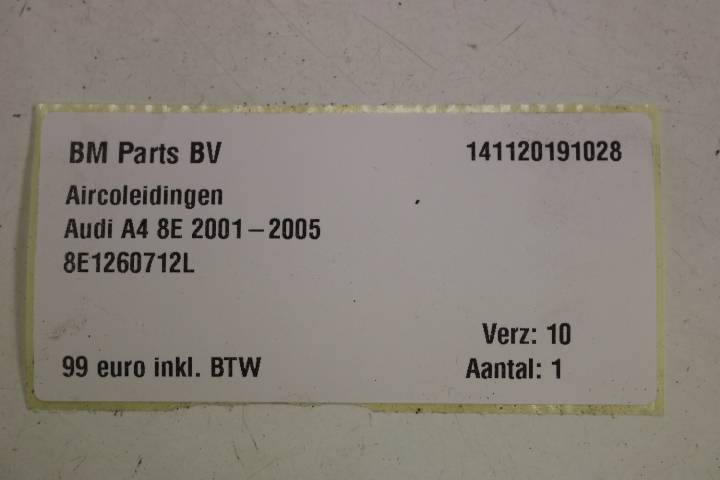 BM Parts BV 141120191028
Aircoleidingen
Audi A4 8E 2001-2005
8E1260712L
Verz: 10
99 euro inkl. BTW Aantal: 1